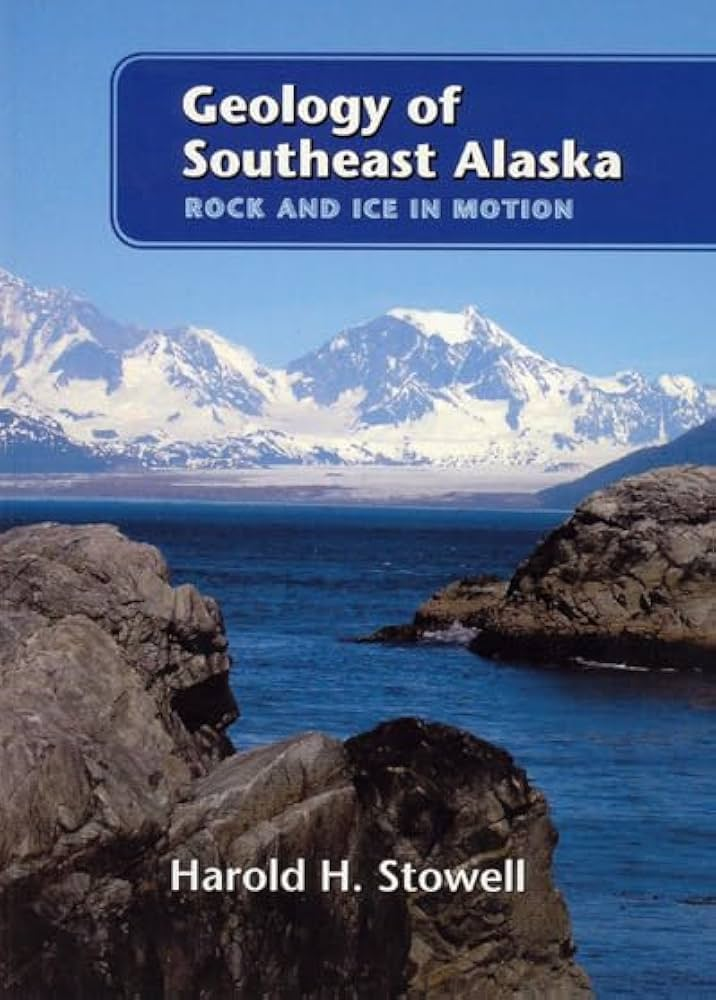 Geology of
Southeast Alaska
ROCK AND ICE IN MOTION
Harold H. Stowell